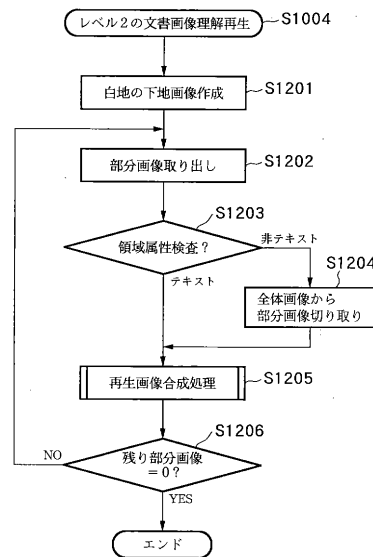 レベル2の文書画像理解再生
S1004
白地の下地画像作成
S1201
部分画像取り出し
S1202
S1203
領域属性検査?
非テキスト
テキスト
S1204
全体画像から
部分画像切り取り
再生画像合成処理
S1205
S1206
残り部分画像
=0?
NO
YES
エンド